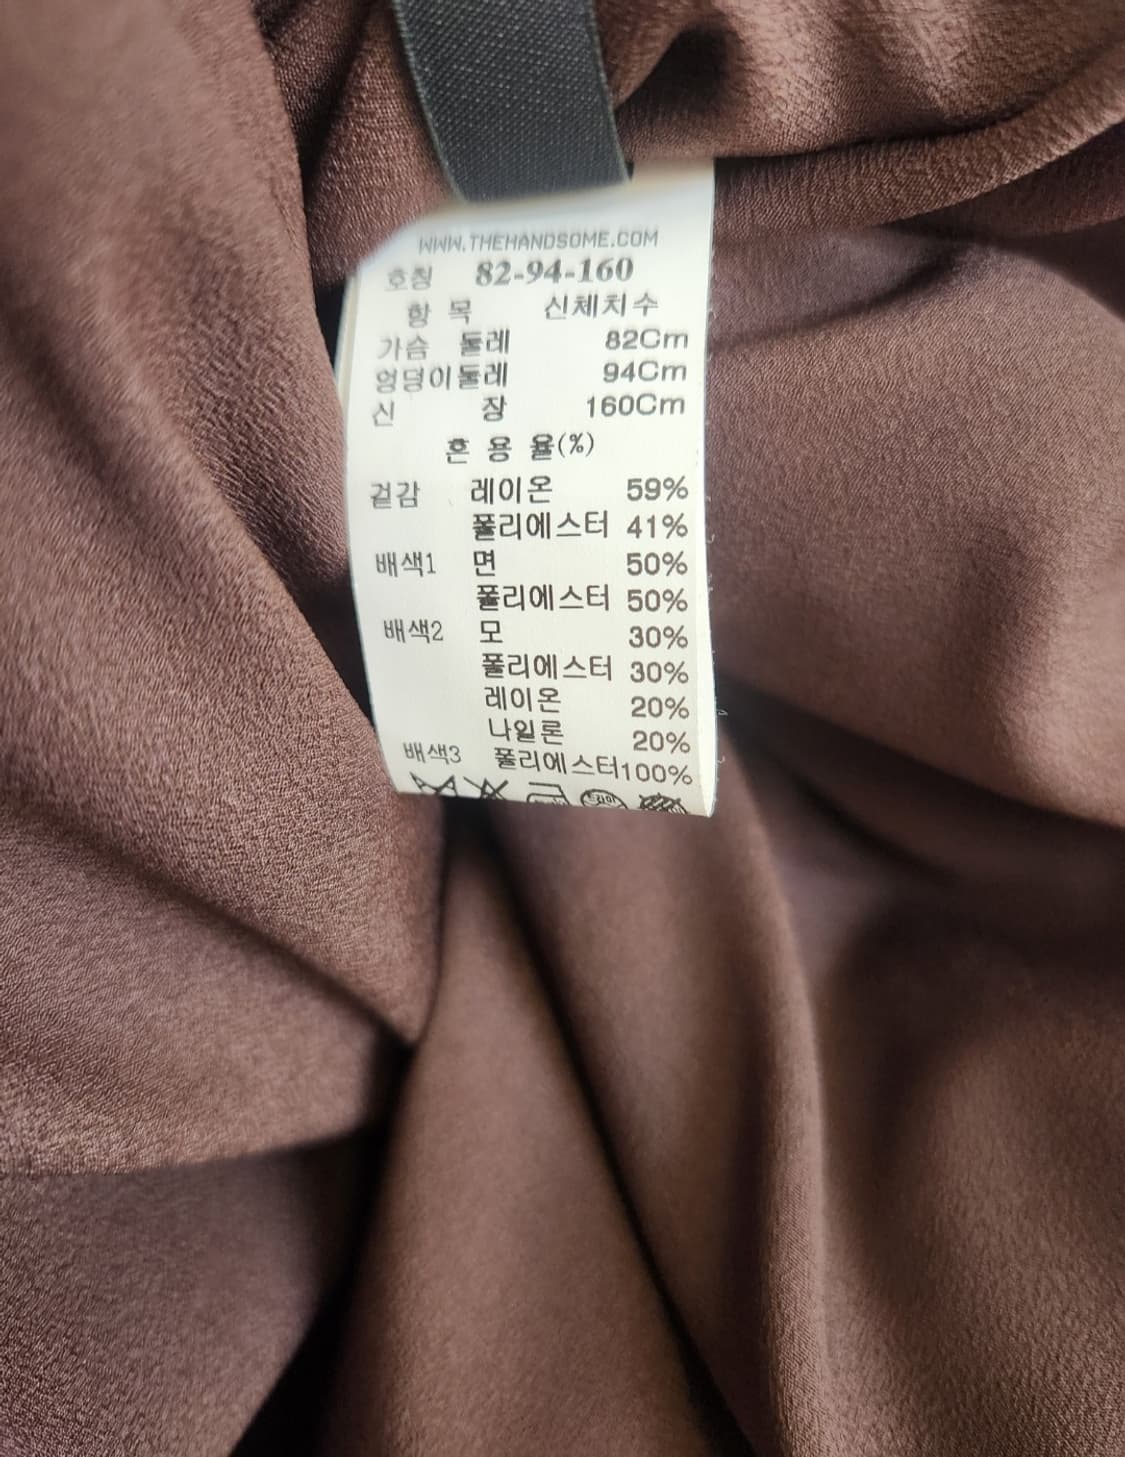 WWW.THEHANDSOME.COM
호칭 82-94-160
항 목 신체치수
가슴 둘레 82Cm
엉덩이둘레 94Cm
신 장 160Cm
혼 용 율(%)
겉감 레이온 59%
폴리에스터 41%
배색1 면 50%
폴리에스터 50%
배색2 모 30%
폴리에스터 30%
레이온 20%
나일론 20%
배색3 폴리에스터100%